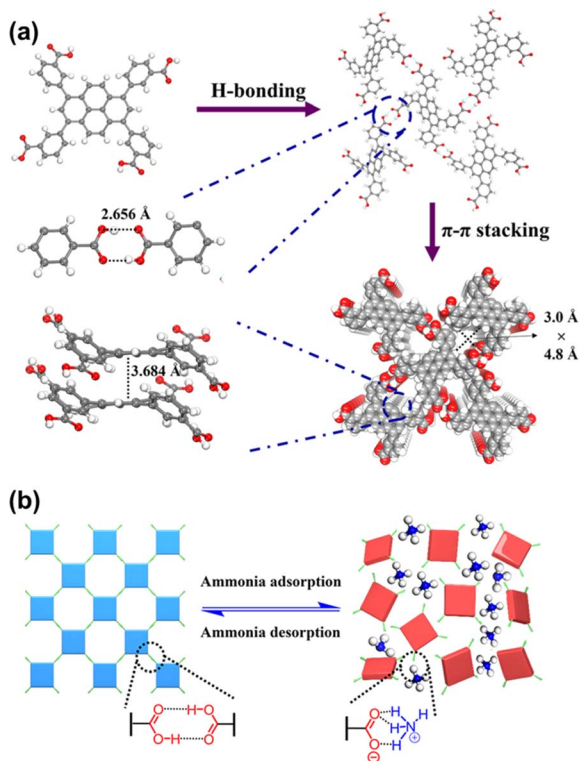 (a)
H-bonding
2.656 Å
π-π stacking
3.684 Å
3.0 Å
×
4.8 Å
(b)
Ammonia adsorption
Ammonia desorption
O H-O
O-H O
O H H
H-N
⊕
O H
⊖